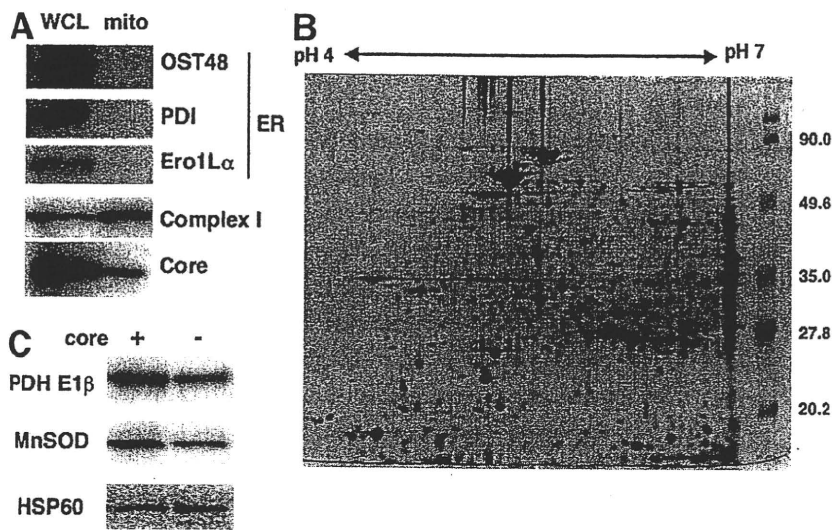 A
WCL mito
OST48
PDI
ER
Ero1Lα
Complex I
Core
B
pH 4
pH 7
90.0
49.6
35.0
27.8
20.2
C
core + -
PDH E1β
MnSOD
HSP60